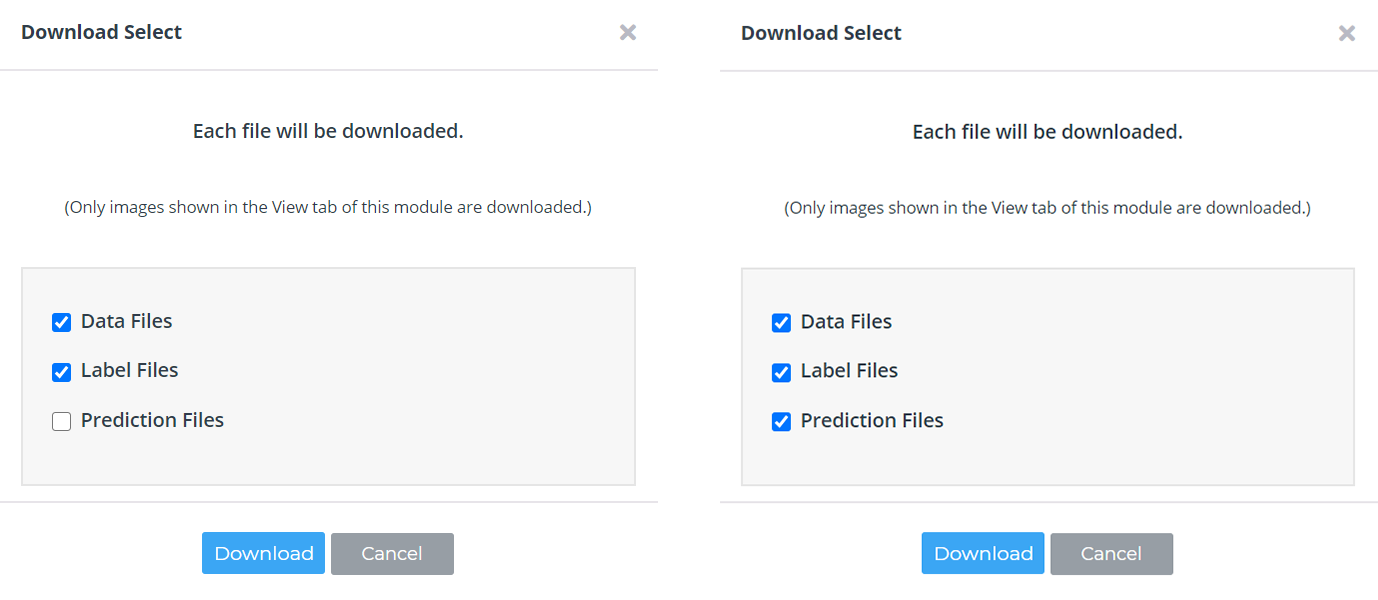 Download Select
Each file will be downloaded.
(Only images shown in the View tab of this module are downloaded.)
Data Files
Label Files
Prediction Files
Download
Cancel
Download Select
Each file will be downloaded.
(Only images shown in the View tab of this module are downloaded.)
Data Files
Label Files
Prediction Files
Download
Cancel